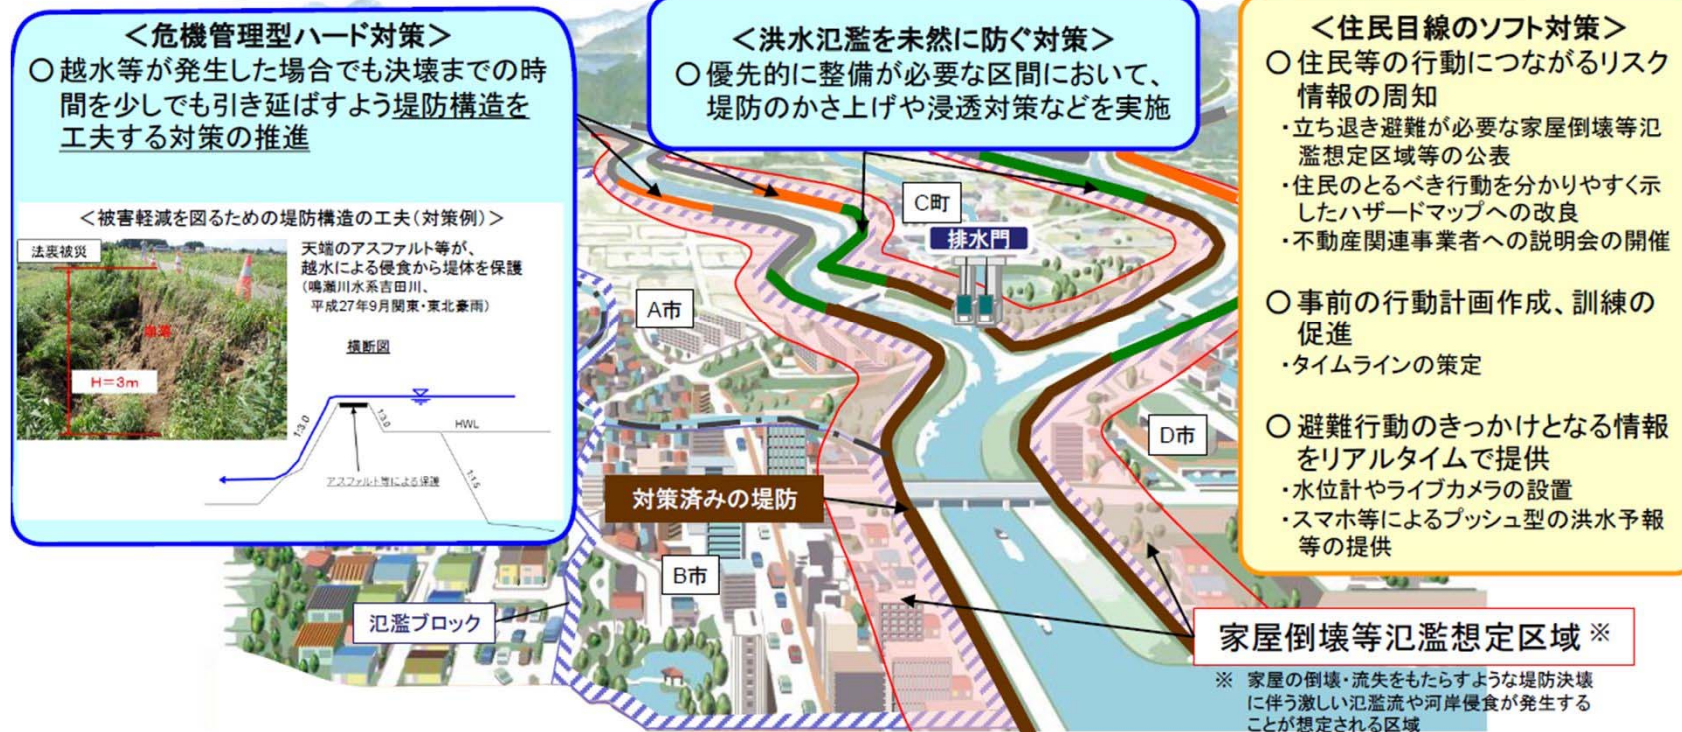 ＜危機管理型ハード対策＞
○越水等が発生した場合でも決壊までの時
間を少しでも引き延ばすよう堤防構造を
工夫する対策の推進
＜被害軽減を図るための堤防構造の工夫（対策例）＞
法裏被災
崩落
H=3m
天端のアスファルト等が、
越水による侵食から堤体を保護
（鳴瀬川水系吉田川、
平成27年9月関東・東北豪雨）
横断図
1:3.0
1:3.0
HWL
1:1.5
アスファルト等による保護
＜洪水氾濫を未然に防ぐ対策＞
○優先的に整備が必要な区間において、
堤防のかさ上げや浸透対策などを実施
C町
排水門
A市
D市
対策済みの堤防
B市
氾濫ブロック
＜住民目線のソフト対策＞
○住民等の行動につながるリスク
情報の周知
・立ち退き避難が必要な家屋倒壊等氾
濫想定区域等の公表
・住民のとるべき行動を分かりやすく示
したハザードマップへの改良
・不動産関連事業者への説明会の開催
○事前の行動計画作成、訓練の
促進
・タイムラインの策定
○避難行動のきっかけとなる情報
をリアルタイムで提供
・水位計やライブカメラの設置
・スマホ等によるプッシュ型の洪水予報
等の提供
家屋倒壊等氾濫想定区域※
※ 家屋の倒壊・流失をもたらすような堤防決壊
に伴う激しい氾濫流や河岸侵食が発生する
ことが想定される区域